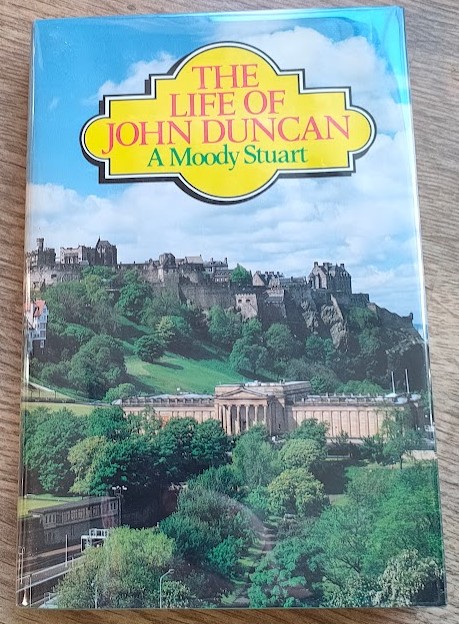 THE
LIFE OF
JOHN DUNCAN
A Moody Stuart